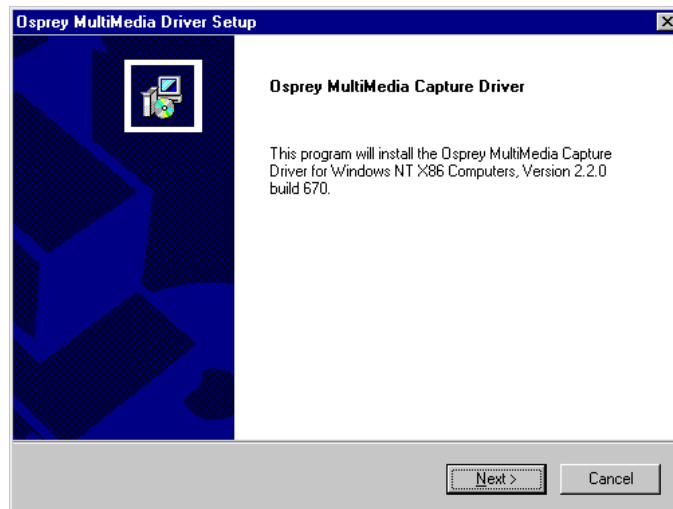 Osprey MultiMedia Driver Setup
Osprey MultiMedia Capture Driver
This program will install the Osprey MultiMedia Capture
Driver for Windows NT X86 Computers, Version 2.2.0
build 670.
Next >
Cancel